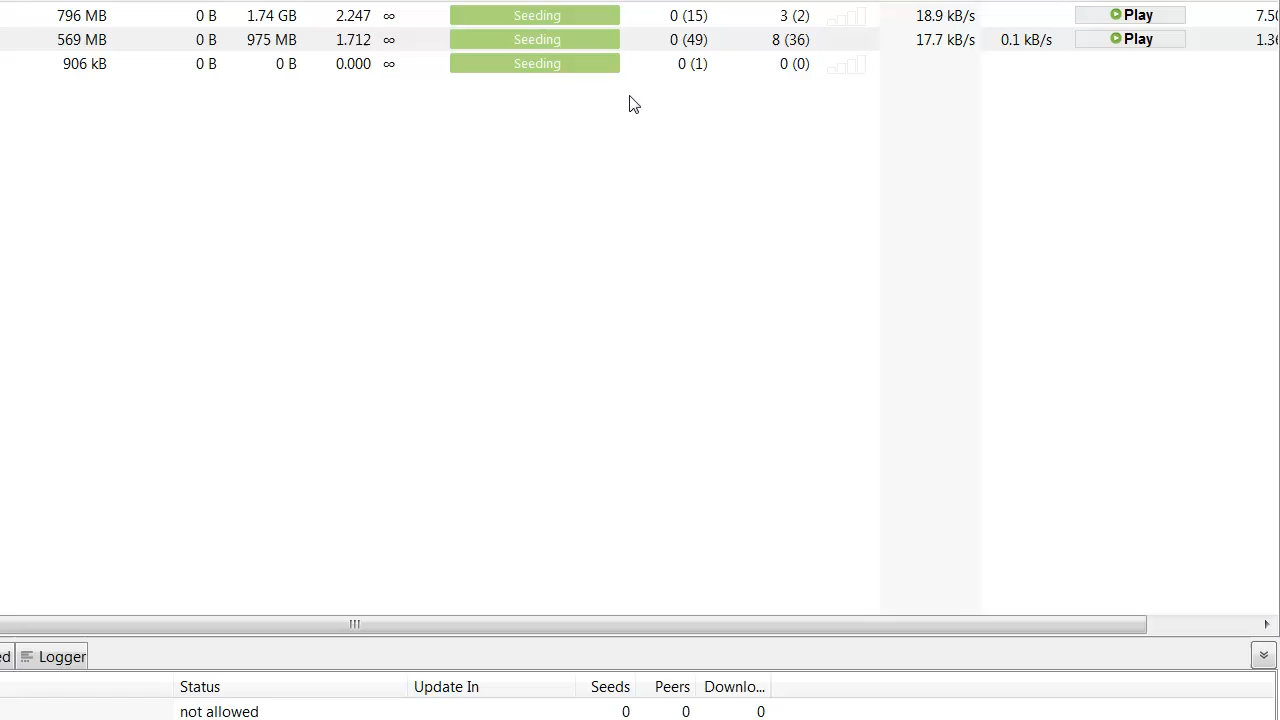 796 MB 0 B 1.74 GB 2.247 ∞ Seeding 0 (15) 3 (2) 18.9 kB/s Play
569 MB 0 B 975 MB 1.712 ∞ Seeding 0 (49) 8 (36) 17.7 kB/s 0.1 kB/s Play
906 kB 0 B 0 B 0.000 ∞ Seeding 0 (1) 0 (0)
Logger
Status Update In Seeds Peers Downlo...
not allowed 0 0 0